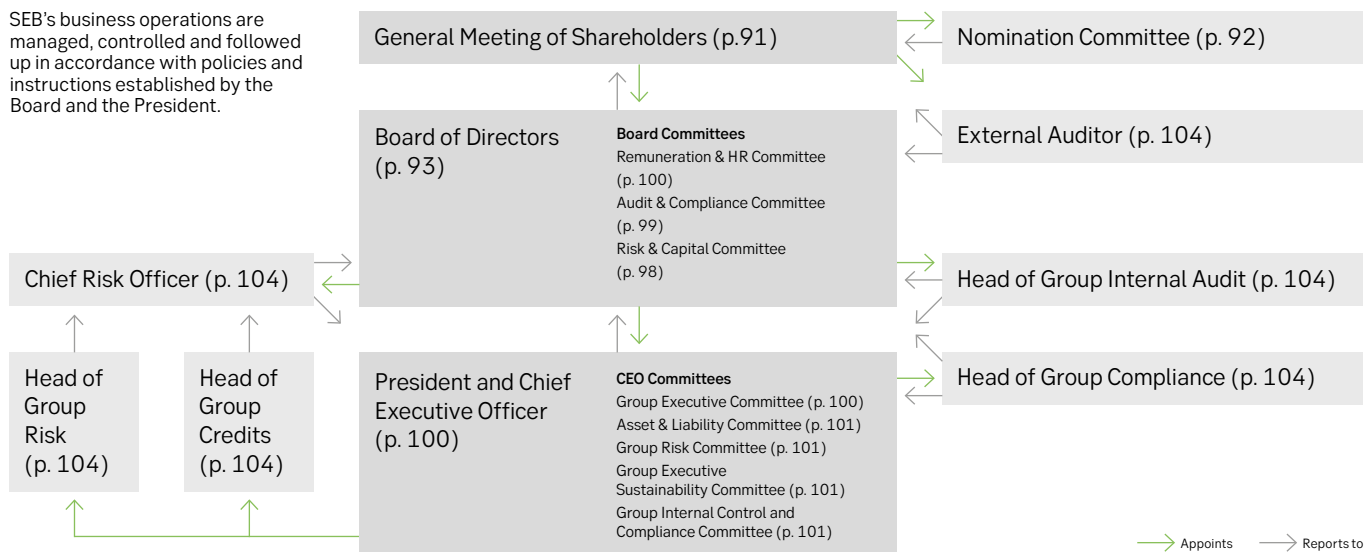 SEB's business operations are
managed, controlled and followed
up in accordance with policies and
instructions established by the
Board and the President.
General Meeting of Shareholders (p.91)
Nomination Committee (p. 92)
Board of Directors
(p. 93)
Board Committees
Remuneration & HR Committee
(p. 100)
Audit & Compliance Committee
(p. 99)
Risk & Capital Committee
(p. 98)
External Auditor (p. 104)
Chief Risk Officer (p. 104)
Head of Group Internal Audit (p. 104)
Head of
Group
Risk
(p. 104)
Head of
Group
Credits
(p. 104)
President and Chief
Executive Officer
(p. 100)
CEO Committees
Group Executive Committee (p. 100)
Asset & Liability Committee (p. 101)
Group Risk Committee (p. 101)
Group Executive
Sustainability Committee (p. 101)
Group Internal Control and
Compliance Committee (p. 101)
Head of Group Compliance (p. 104)
Appoints
Reports to